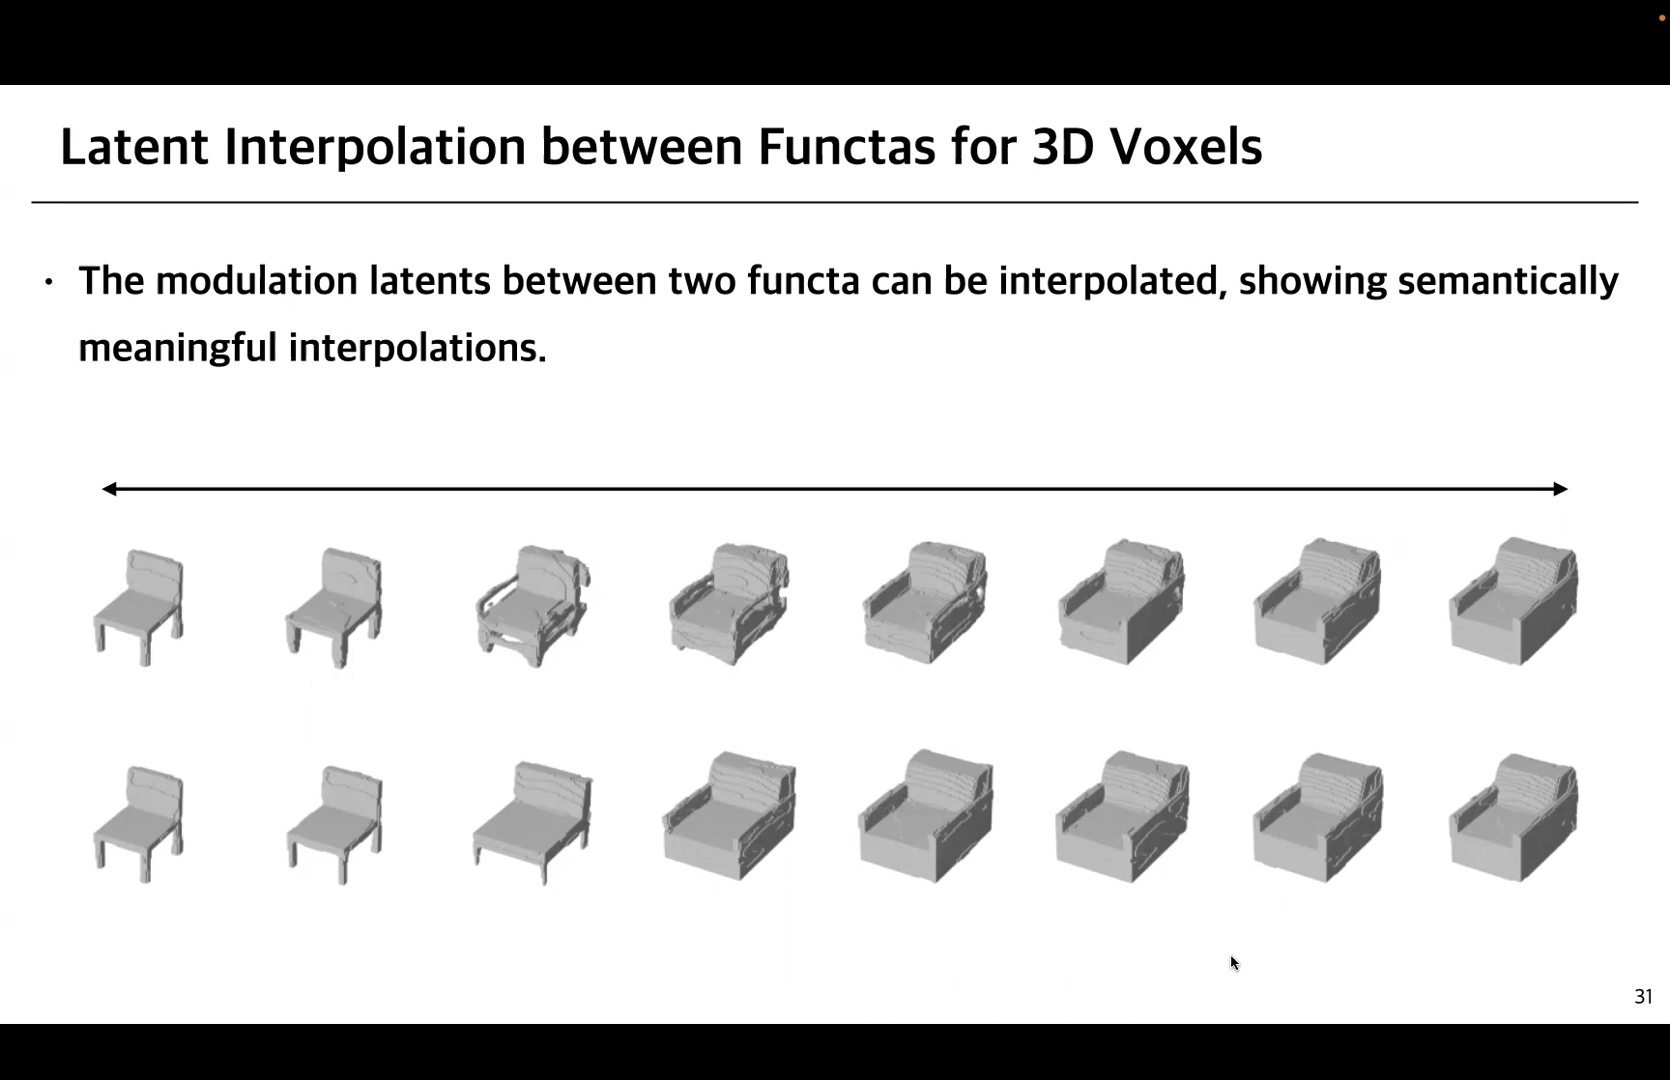 Latent Interpolation between Functas for 3D Voxels
• The modulation latents between two functa can be interpolated, showing semantically
meaningful interpolations.
31